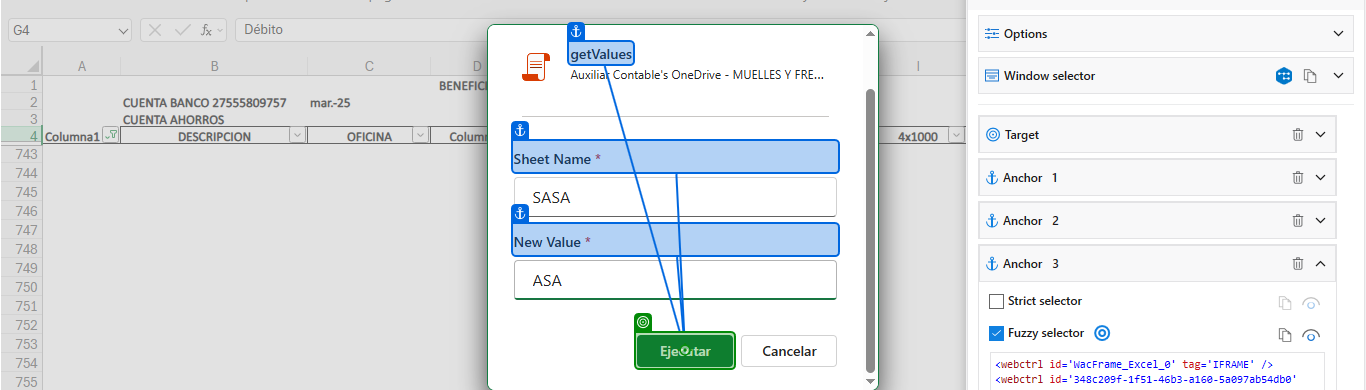 G4
fx
Débito
A B C D I
1 BENEFIC
2 CUENTA BANCO 27555809757 mar.-25
3 CUENTA AHORROS
4 Columna1 DESCRIPCION OFICINA Colum 4x1000
743
744
745
746
747
748
749
750
751
752
753
754
755
getValues
Auxiliar Contable's OneDrive - MUELLES Y FRE...
Sheet Name *
SASA
New Value *
ASA
Ejecutar
Cancelar
Options
Window selector
Target
Anchor 1
Anchor 2
Anchor 3
Strict selector
Fuzzy selector
<webctrl id='WacFrame_Excel_0' tag='IFRAME' />
<webctrl id='348c209f-1f51-46b3-a160-5a097ab54db0'